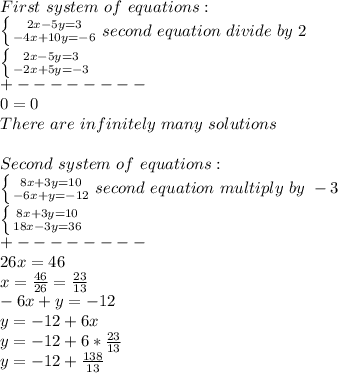 First system of equations :
{ 2x-5y=3
-4x+10y=-6 second equation divide by 2
{ 2x-5y=3
-2x+5y=-3
+ - - - - - - - -
0 = 0
There are infinitely many solutions
Second system of equations :
{ 8x+3y=10
-6x+y=-12 second equation multiply by -3
{ 8x+3y=10
18x-3y=36
+ - - - - - - - -
26x = 46
x = 46/26 = 23/13
- 6x + y = -12
y = -12 + 6x
y = -12 + 6 * 23/13
y = -12 + 138/13